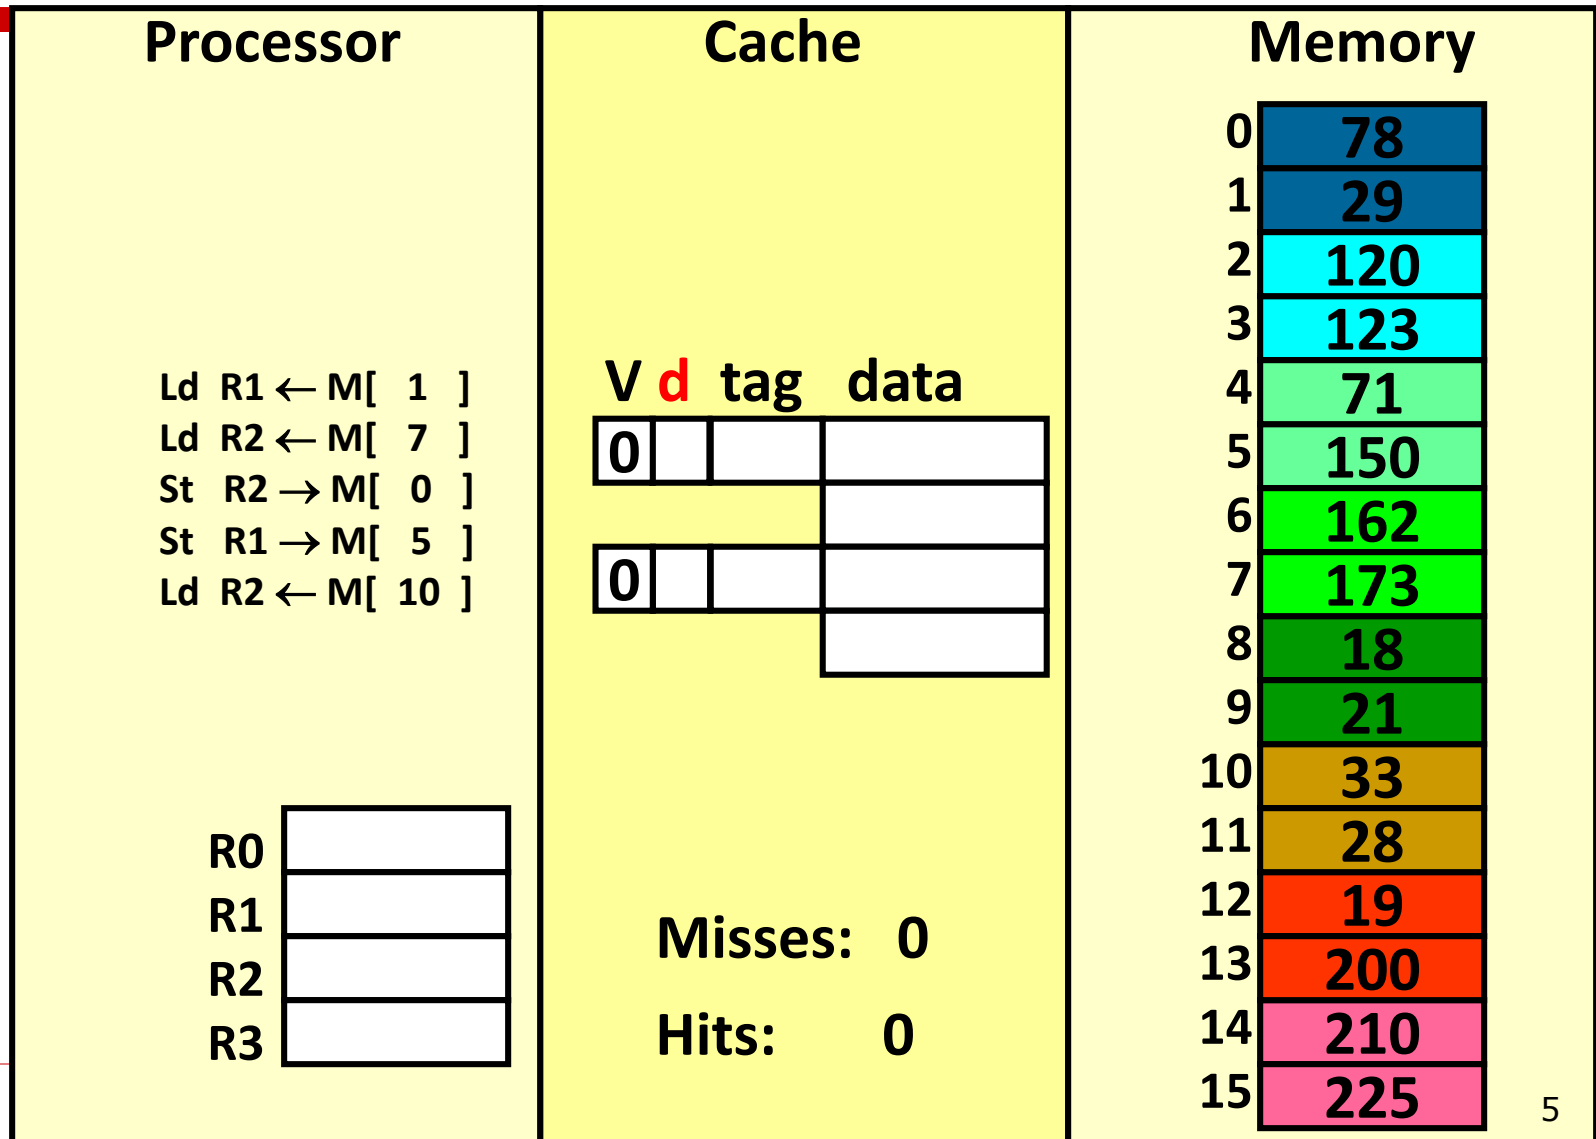 Processor
Ld R1 ← M[ 1 ]
Ld R2 ← M[ 7 ]
St R2 → M[ 0 ]
St R1 → M[ 5 ]
Ld R2 ← M[ 10 ]
R0
R1
R2
R3
Cache
V d tag data
0
0
Misses: 0
Hits: 0
Memory
0 78
1 29
2 120
3 123
4 71
5 150
6 162
7 173
8 18
9 21
10 33
11 28
12 19
13 200
14 210
15 225
5